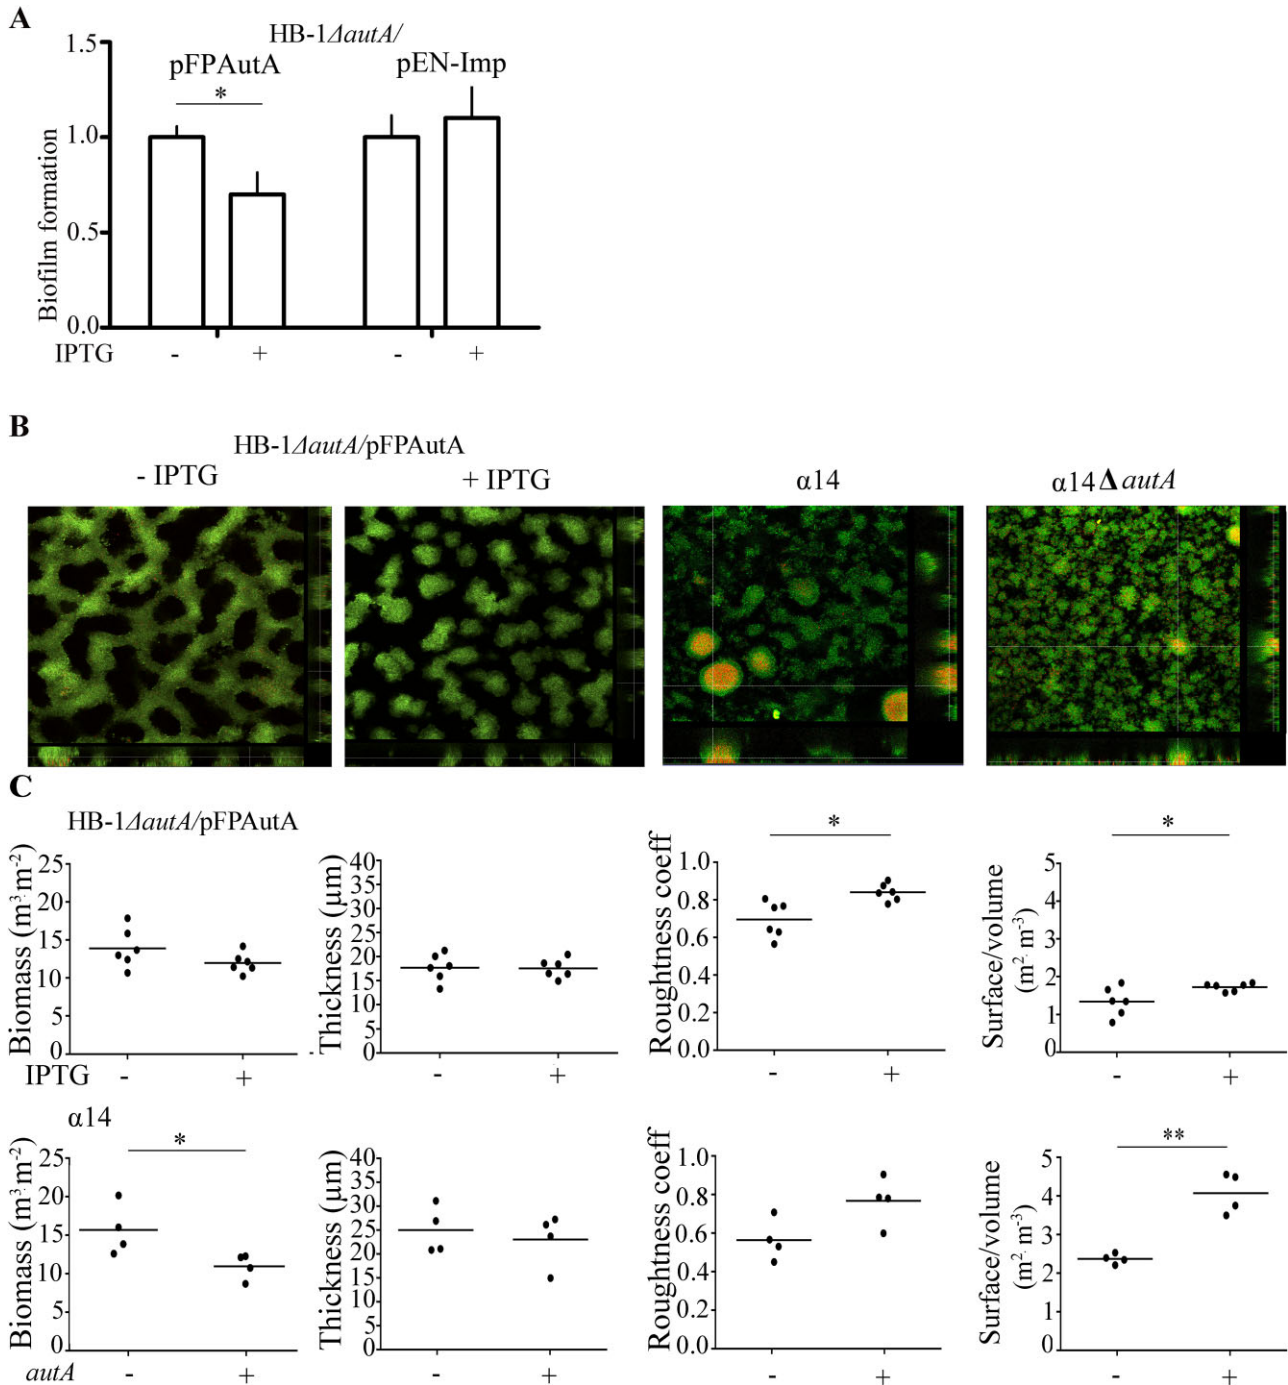 A
HB-1ΔautA/
pFPAutA
pEN-Imp
*
Biofilm formation
1.5
1.0
0.5
0.0
IPTG - + - +
B
HB-1ΔautA/pFPAutA
- IPTG + IPTG α14 α14 Δ autA
C
HB-1ΔautA/pFPAutA
Biomass (m³ m⁻²)
25
20
15
10
5
0
Thickness (μm)
40
35
30
25
20
15
10
5
0
*
Roughtness coeff
1.0
0.8
0.6
0.4
0.2
0.0
*
Surface/volume
(m² m⁻³)
5
4
3
2
1
0
IPTG - + - + - + - +
α14
*
Biomass (m³ m⁻²)
25
20
15
10
5
0
Thickness (μm)
40
35
30
25
20
15
10
5
0
Roughtness coeff
1.0
0.8
0.6
0.4
0.2
0.0
**
Surface/volume
(m² m⁻³)
5
4
3
2
1
0
autA - + - + - + - +